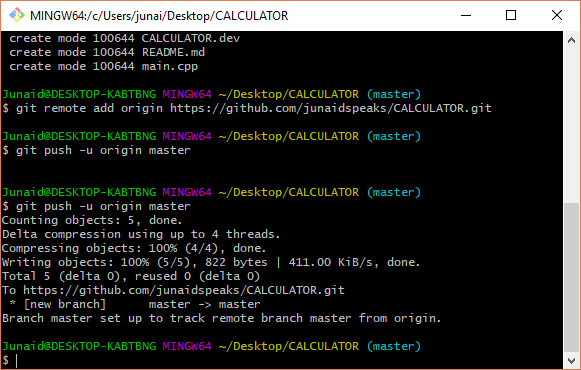 MINGW64:/c/Users/junai/Desktop/CALCULATOR
create mode 100644 CALCULATOR.dev
create mode 100644 README.md
create mode 100644 main.cpp
Junaid@DESKTOP-KABTBNG MINGW64 ~/Desktop/CALCULATOR (master)
$ git remote add origin https://github.com/junaidspeaks/CALCULATOR.git
Junaid@DESKTOP-KABTBNG MINGW64 ~/Desktop/CALCULATOR (master)
$ git push -u origin master
Junaid@DESKTOP-KABTBNG MINGW64 ~/Desktop/CALCULATOR (master)
$ git push -u origin master
Counting objects: 5, done.
Delta compression using up to 4 threads.
Compressing objects: 100% (4/4), done.
Writing objects: 100% (5/5), 822 bytes | 411.00 KiB/s, done.
Total 5 (delta 0), reused 0 (delta 0)
To https://github.com/junaidspeaks/CALCULATOR.git
* [new branch]      master -> master
Branch master set up to track remote branch master from origin.
Junaid@DESKTOP-KABTBNG MINGW64 ~/Desktop/CALCULATOR (master)
$